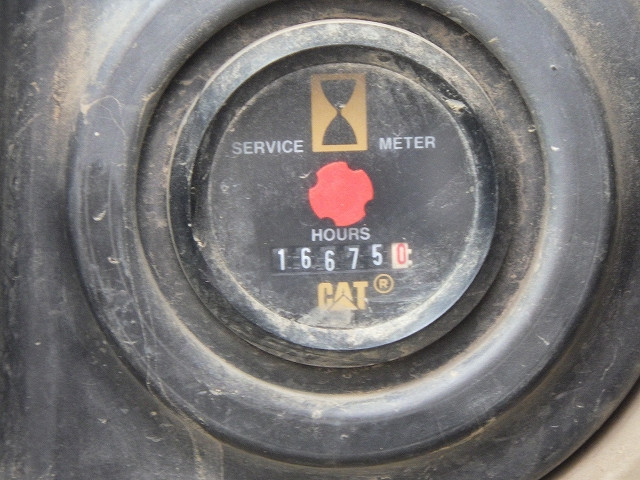 SERVICE METER
HOURS
166750
CAT ®